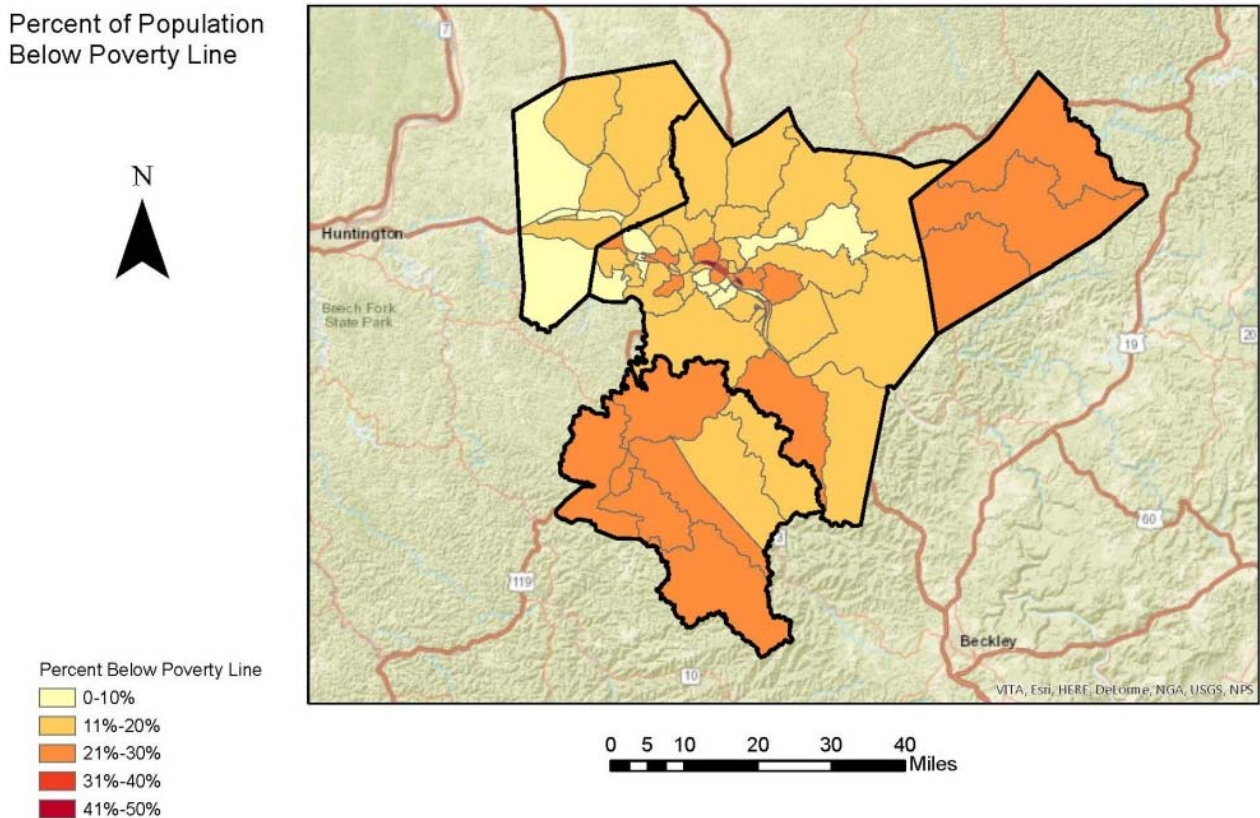 Percent of Population
Below Poverty Line
N
7
Huntington
Beech Fork
State Park
19
20
60
119
3
Beckley
10
VITA, Esri, HERE, DeLorme, NGA, USGS, NPS
Percent Below Poverty Line
0-10%
11%-20%
21%-30%
31%-40%
41%-50%
0 5 10 20 30 40
Miles